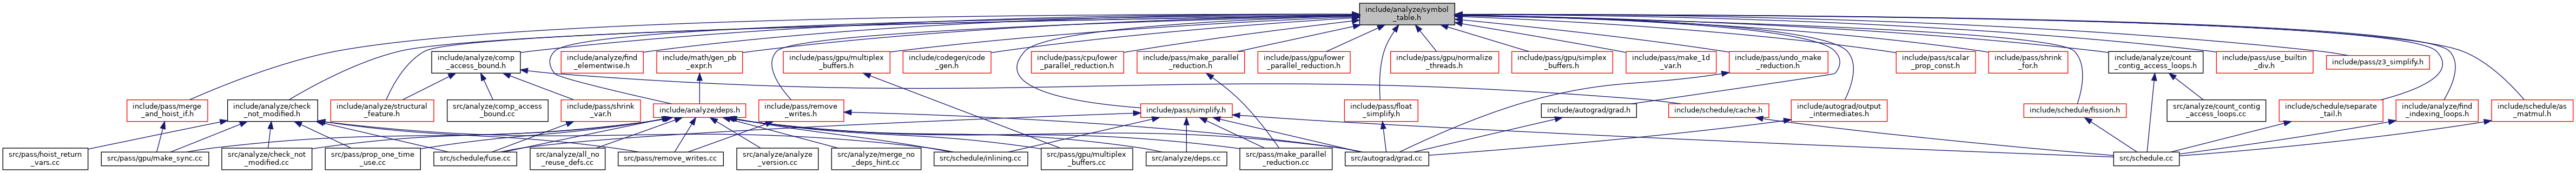 include/analyze/symbol
_table.h
include/analyze/comp
_access_bound.h
include/analyze/find
_elementwise.h
include/math/gen_pb
_expr.h
include/pass/gpu/multiplex
_buffers.h
include/codegen/code
_gen.h
include/pass/cpu/lower
_parallel_reduction.h
include/pass/make_parallel
_reduction.h
include/pass/gpu/lower
_parallel_reduction.h
include/pass/gpu/normalize
_threads.h
include/pass/gpu/simplex
_buffers.h
include/pass/make_1d
_var.h
include/pass/undo_make
_reduction.h
include/pass/scalar
_prop_const.h
include/pass/shrink
_for.h
include/analyze/count
_contig_access_loops.h
include/pass/use_builtin
_div.h
include/pass/z3_simplify.h
include/pass/merge
_and_hoist_if.h
include/analyze/check
_not_modified.h
include/analyze/structural
_feature.h
src/analyze/comp_access
_bound.cc
include/pass/shrink
_var.h
include/analyze/deps.h
include/pass/remove
_writes.h
include/pass/simplify.h
include/pass/float
_simplify.h
include/autograd/grad.h
include/schedule/cache.h
include/autograd/output
_intermediates.h
include/schedule/fission.h
src/analyze/count_contig
_access_loops.cc
include/schedule/separate
_tail.h
include/analyze/find
_indexing_loops.h
include/schedule/as
_matmul.h
src/pass/hoist_return
_vars.cc
src/pass/gpu/make_sync.cc
src/analyze/check_not
_modified.cc
src/pass/prop_one_time
_use.cc
src/schedule/fuse.cc
src/analyze/all_no
_reuse_defs.cc
src/pass/remove_writes.cc
src/analyze/analyze
_version.cc
src/analyze/merge_no
_deps_hint.cc
src/schedule/inlining.cc
src/pass/gpu/multiplex
_buffers.cc
src/analyze/deps.cc
src/pass/make_parallel
_reduction.cc
src/autograd/grad.cc
src/schedule.cc